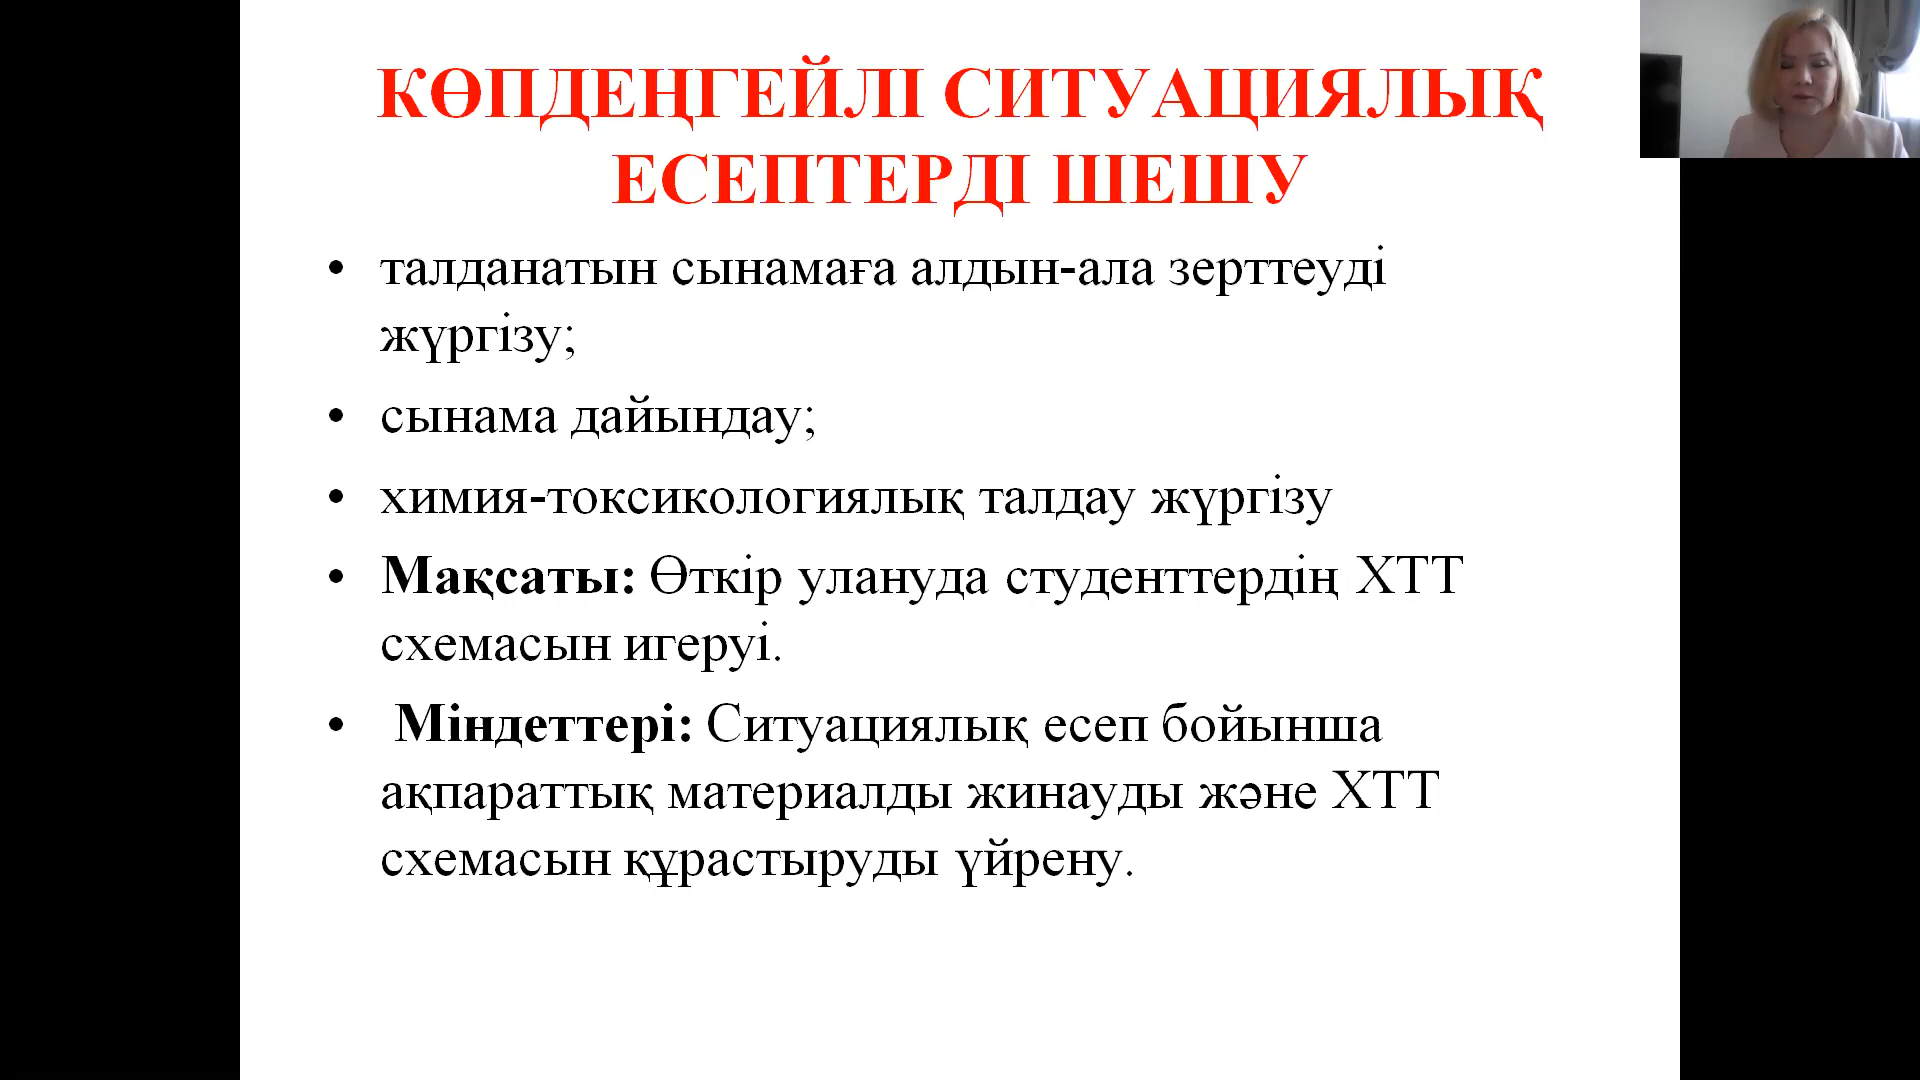 КӨПДЕҢГЕЙЛІ СИТУАЦИЯЛЫҚ
ЕСЕПТЕРДІ ШЕШУ
• талданатын сынамаға алдын-ала зерттеуді
жүргізу;
• сынама дайындау;
• химия-токсикологиялық талдау жүргізу
• Мақсаты: Өткір улануда студенттердің ХТТ
схемасын игеруі.
• Міндеттері: Ситуациялық есеп бойынша
ақпараттық материалды жинауды және ХТТ
схемасын құрастыруды үйрену.